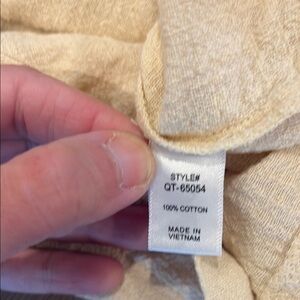 STYLE#
QT-65054
100% COTTON
MADE IN
VIETNAM